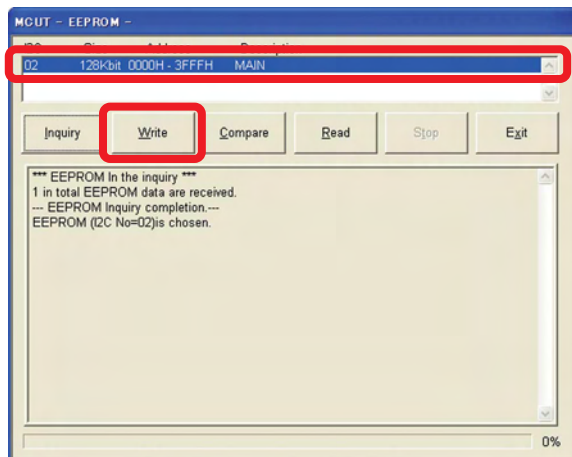 MCUT - EEPROM -
02 128Kbit 0000H - 3FFFH MAIN
Inquiry Write Compare Read Stop Exit
*** EEPROM In the inquiry ***
1 in total EEPROM data are received.
--- EEPROM Inquiry completion.---
EEPROM (I2C No=02)is chosen.
0%